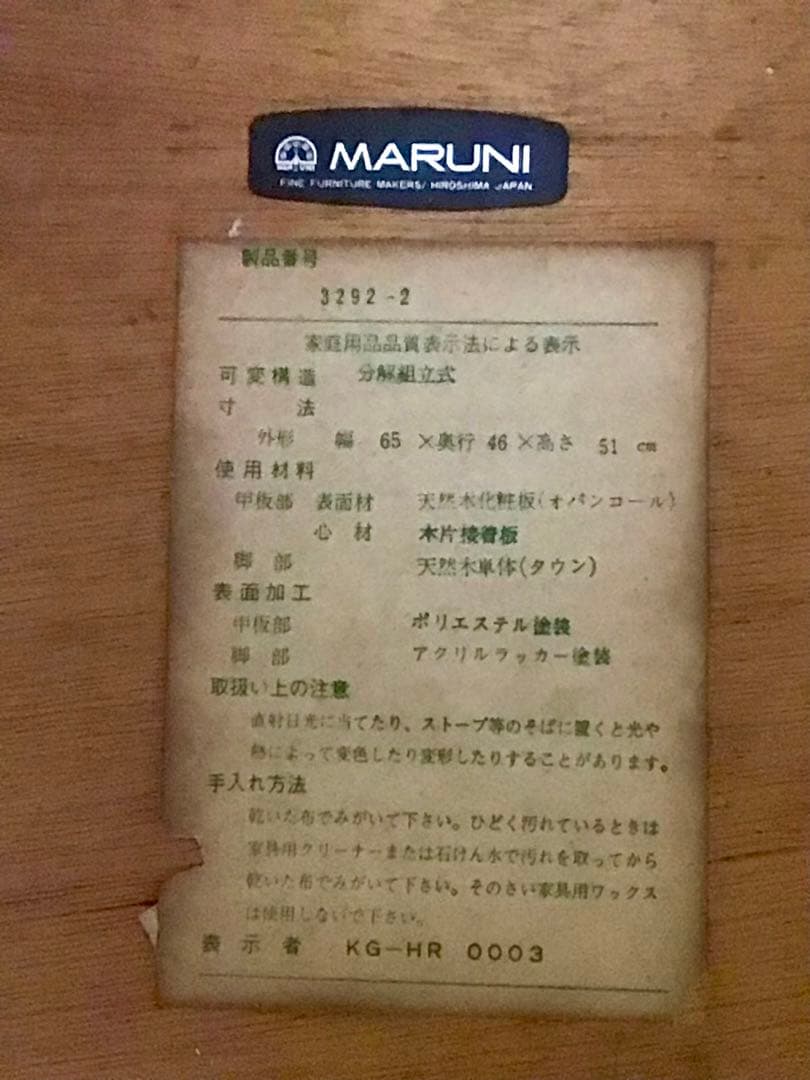 MARUNI
FINE FURNITURE MAKERS/ HIROSHIMA JAPAN
製品番号
3292-2
家庭用品品質表示法による表示
可変構造 分解組立式
寸法
外形 幅 65 ×奥行 46 ×高さ 51 cm
使用材料
甲板部 表面材 天然木化粧板(オバンコール)
心材 木片接着板
脚部 天然木単体(タウン)
表面加工
甲板部 ポリエステル塗装
脚部 アクリルラッカー塗装
取扱い上の注意
直射日光に当てたり、ストーブ等のそばに置くと光や
熱によって変色したり変形したりすることがあります。
手入れ方法
乾いた布でみがいて下さい。ひどく汚れているときは
家具用クリーナーまたは石けん水で汚れを取ってから
乾いた布でみがいて下さい。そのさい家具用ワックス
は使用しないで下さい。
表示者 KG-HR 0003